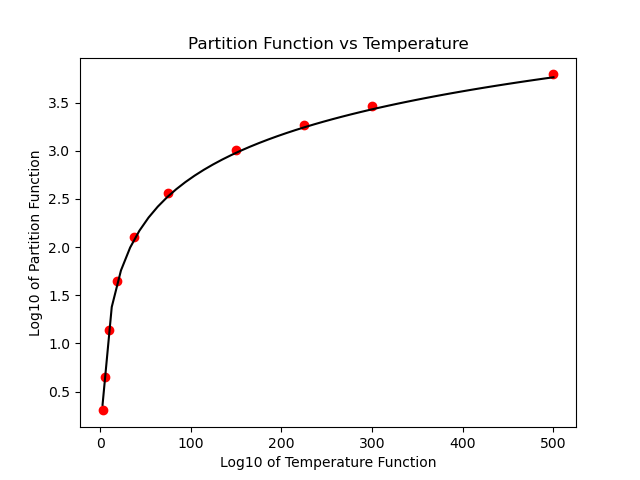 Partition Function vs Temperature
Log10 of Partition Function
3.5
3.0
2.5
2.0
1.5
1.0
0.5
0 100 200 300 400 500
Log10 of Temperature Function